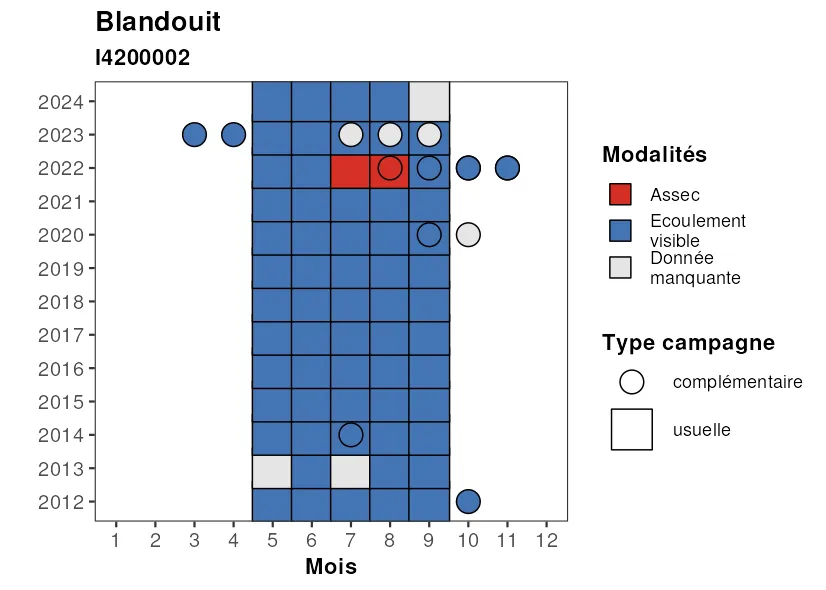 Blandouit
I4200002
2024
2023
2022
2021
2020
2019
2018
2017
2016
2015
2014
2013
2012
1 2 3 4 5 6 7 8 9 10 11 12
Mois
Modalités
Assec
Ecoulement
visible
Donnée
manquante
Type campagne
complémentaire
usuelle